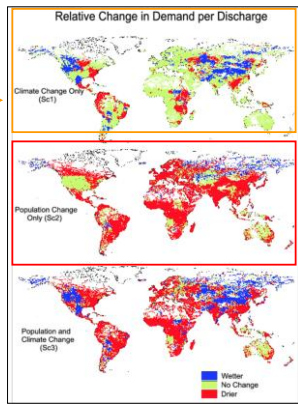 Relative Change in Demand per Discharge
Climate Change Only
(Sc1)
Population Change
Only (Sc2)
Population and
Climate Change
(Sc3)
Wetter
No Change
Drier